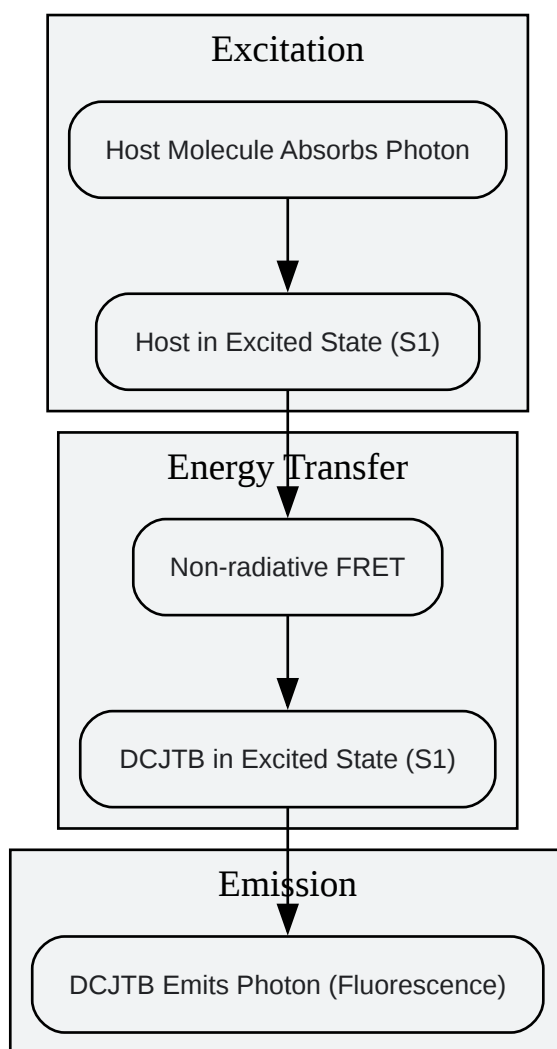 Excitation
Host Molecule Absorbs Photon
Host in Excited State (S1)
Energy Transfer
Non-radiative FRET
DCJTB in Excited State (S1)
Emission
DCJTB Emits Photon (Fluorescence)